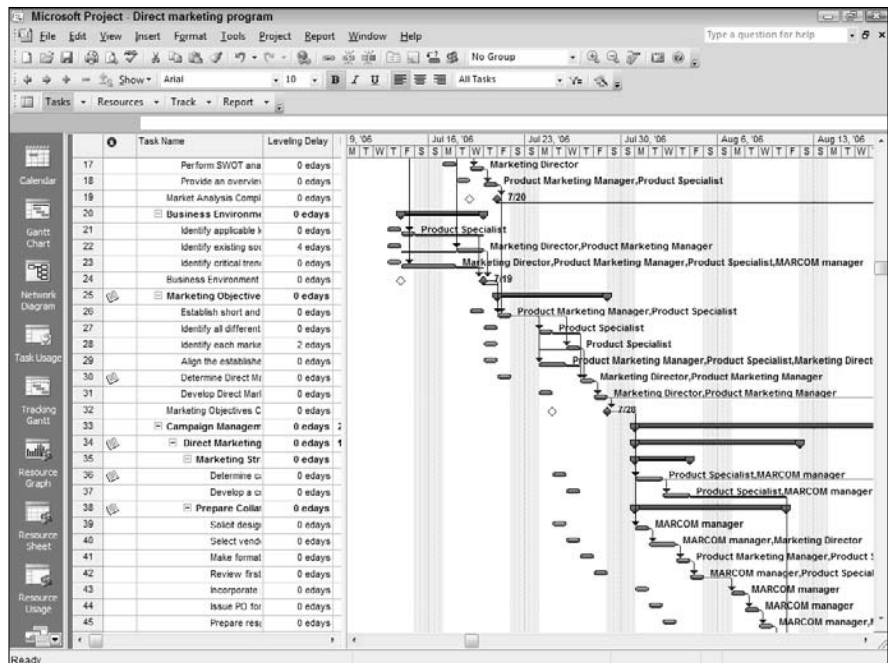 Microsoft Project - Direct marketing program
File Edit View Insert Format Tools Project Report Window Help
Type a question for help
No Group
Show Arial 10 B I U All Tasks
Tasks Resources Track Report
Task Name Leveling Delay 9, '06 Jul 16, '06 Jul 23, '06 Jul 30, '06 Aug 6, '06 Aug 13, '06
M T W T F S S M T W T F S S M T W T F S S M T W T F S S M T W T F S S M T W
17 Perform SWOT ana 0 edays Marketing Director
18 Provide an overvie 0 edays Product Marketing Manager,Product Specialist
19 Market Analysis Compl 0 edays 7/20
20 Business Environme 0 edays
21 Identify applicable 0 edays Product Specialist
22 Identify existing 4 edays Marketing Director,Product Marketing Manager
23 Identify critical tren 0 edays Marketing Director,Product Marketing Manager,Product Specialist,MARCOM manager
24 Business Environment 0 edays 7/19
25 Marketing Objective 0 edays
26 Establish short and 0 edays Product Marketing Manager,Product Specialist
27 Identify all different 0 edays Product Specialist
28 Identify each marke 2 edays Product Specialist
29 Align the establishe 0 edays Product Marketing Manager,Product Specialist,Marketing Direct
30 Determine Direct Ma 0 edays Marketing Director,Product Marketing Manager
31 Develop Direct Mark 0 edays Marketing Director,Product Marketing Manager
32 Marketing Objectives C 0 edays 7/28
33 Campaign Managem 0 edays 2
34 Direct Marketing 0 edays 1
35 Marketing Str 0 edays
36 Determine 0 edays Product Specialist,MARCOM manager
37 Develop a 0 edays Product Specialist,MARCOM manager
38 Prepare Collat 0 edays
39 Solicit desig 0 edays MARCOM manager
40 Select vend 0 edays MARCOM manager,Marketing Director
41 Make format 0 edays Product Marketing Manager,Product
42 Review first 0 edays MARCOM manager,Product Special
43 Incorporate 0 edays MARCOM manager
44 Issue PO for 0 edays MARCOM manager
45 Prepare 0 edays MARCOM manager,
Calendar
Gantt
Chart
Network
Diagram
Task Usage
Tracking
Gantt
Resource
Graph
Resource
Sheet
Resource
Usage
Ready